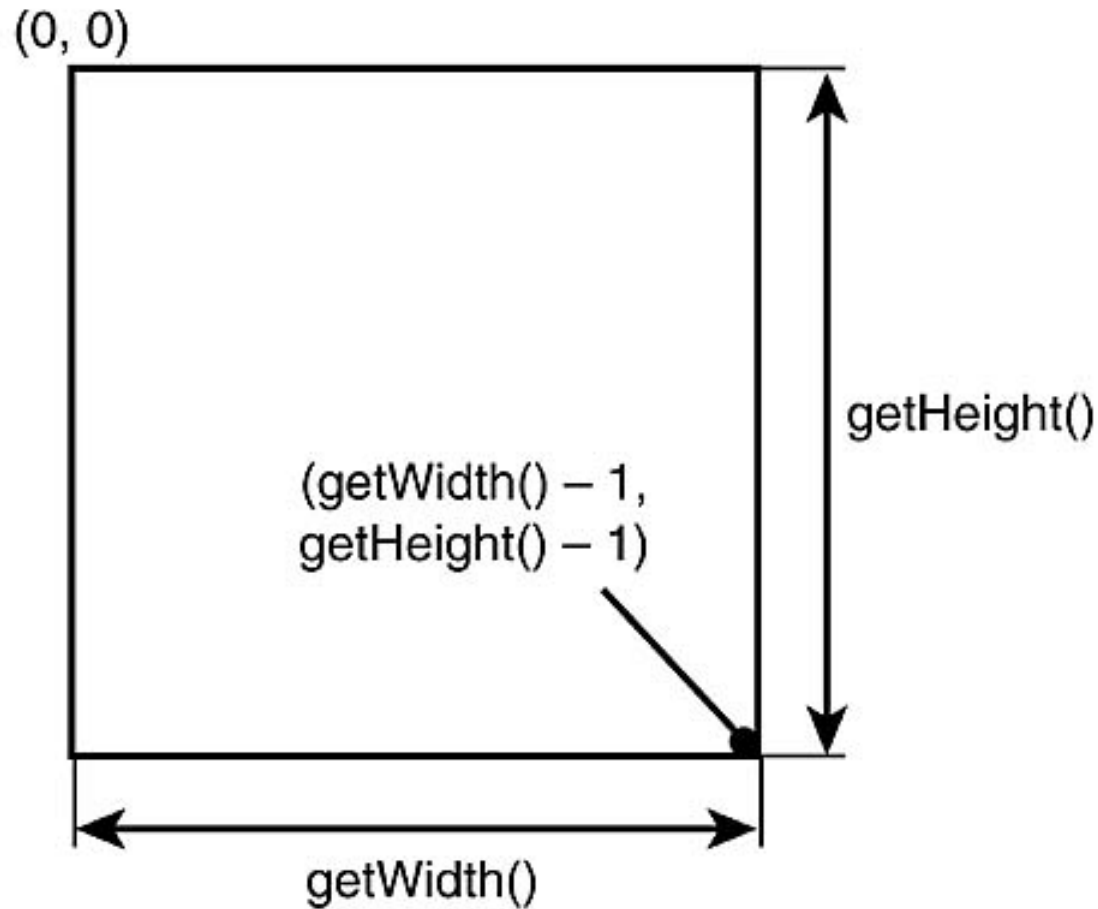 (0, 0)
getHeight()
(getWidth() – 1,
getHeight() – 1)
getWidth()